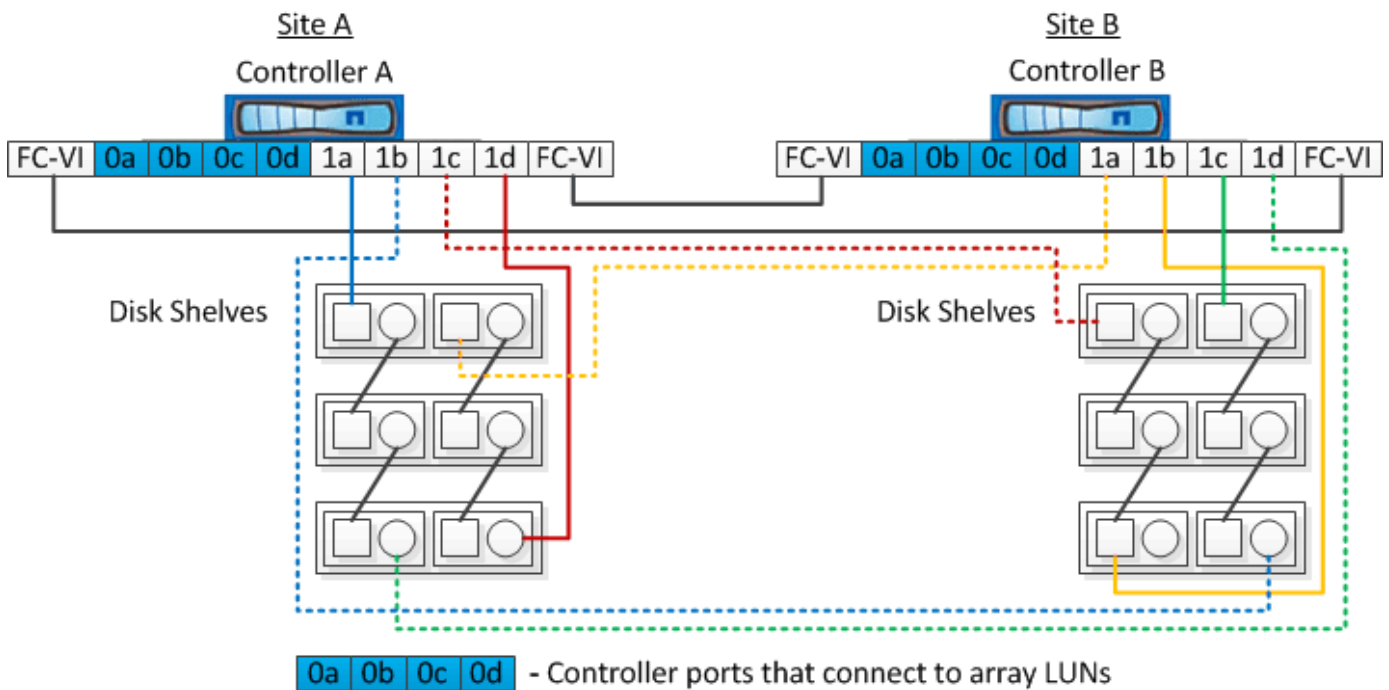 Site A Site B
Controller A Controller B
FC-VI 0a 0b 0c 0d 1a 1b 1c 1d FC-VI FC-VI 0a 0b 0c 0d 1a 1b 1c 1d FC-VI
Disk Shelves Disk Shelves
0a 0b 0c 0d - Controller ports that connect to array LUNs